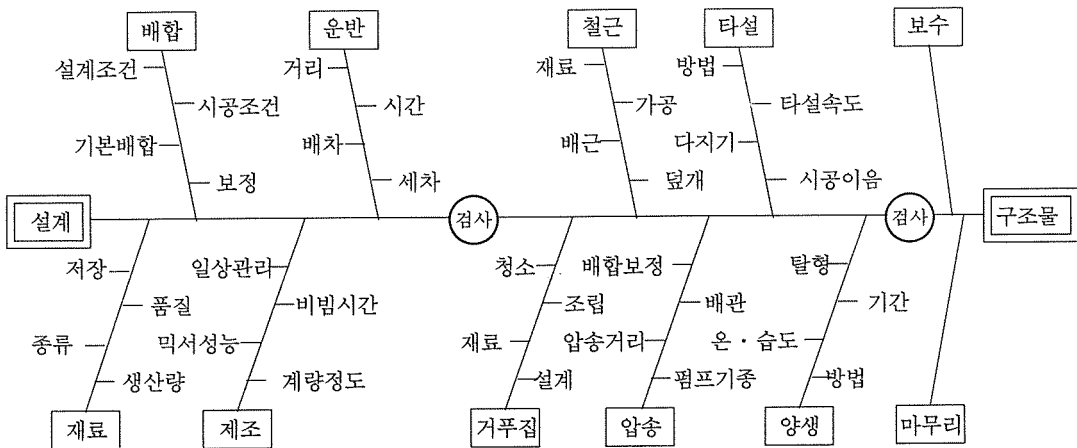 배합 운반 철근 타설 보수
설계조건 거리 재료 방법
시공조건 시간 가공 타설속도
기본배합 배차 배근 다지기
보정 세차 덮개 시공이음
설계 검사 검사 구조물
저장 일상관리 청소 배합보정 탈형
품질 비빔시간 조립 배관 기간
종류 믹서성능 재료 압송거리 온·습도
생산량 계량정도 설계 펌프기종 방법
재료 제조 거푸집 압송 양생 마무리